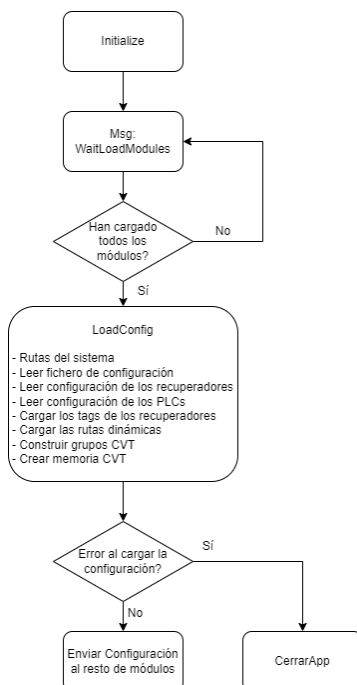 Initialize
Msg:
WaitLoadModules
Han cargado
todos los
módulos?
No
Sí
LoadConfig
- Rutas del sistema
- Leer fichero de configuración
- Leer configuración de los recuperadores
- Leer configuración de los PLCs
- Cargar los tags de los recuperadores
- Cargar las rutas dinámicas
- Construir grupos CVT
- Crear memoria CVT
Error al cargar la
configuración?
Sí
No
Enviar Configuración
al resto de módulos
CerrarApp